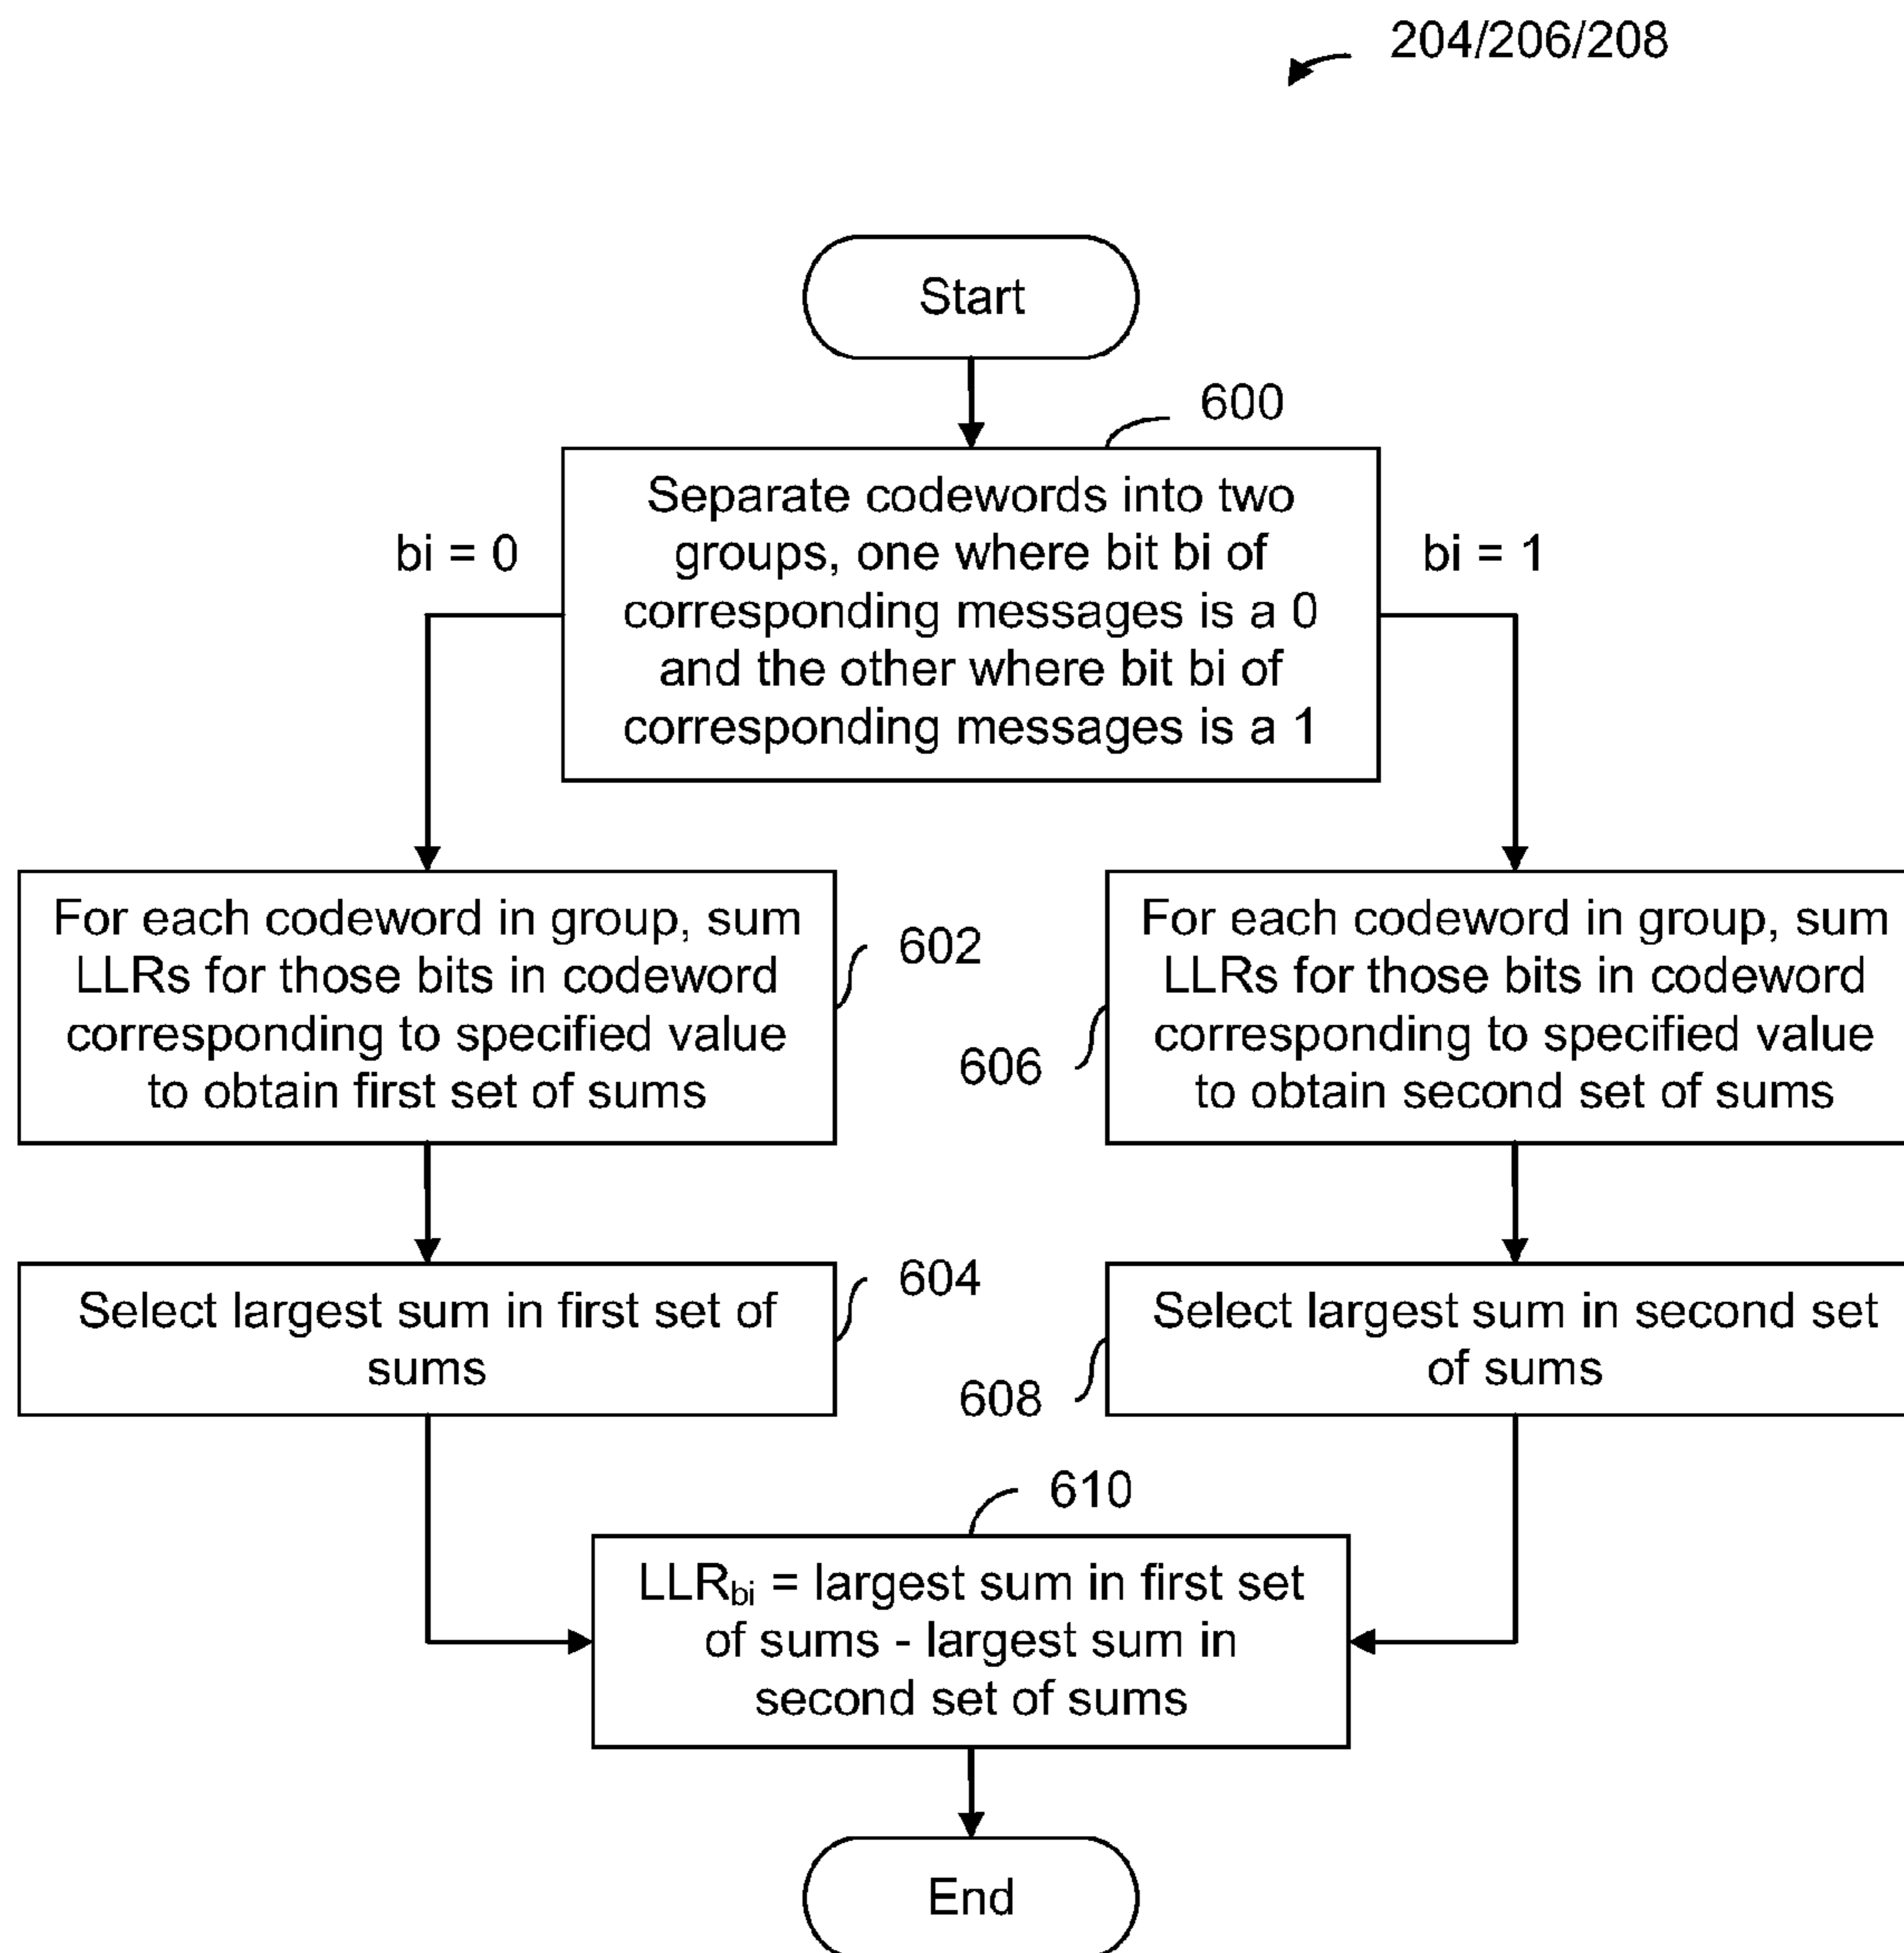 204/206/208
Start
600
Separate codewords into two
groups, one where bit bi of
corresponding messages is a 0
and the other where bit bi of
corresponding messages is a 1
bi = 0
bi = 1
For each codeword in group, sum
LLRs for those bits in codeword
corresponding to specified value
to obtain first set of sums
602
606
For each codeword in group, sum
LLRs for those bits in codeword
corresponding to specified value
to obtain second set of sums
Select largest sum in first set of
sums
604
608
Select largest sum in second set
of sums
610
LLRbi = largest sum in first set
of sums - largest sum in
second set of sums
End